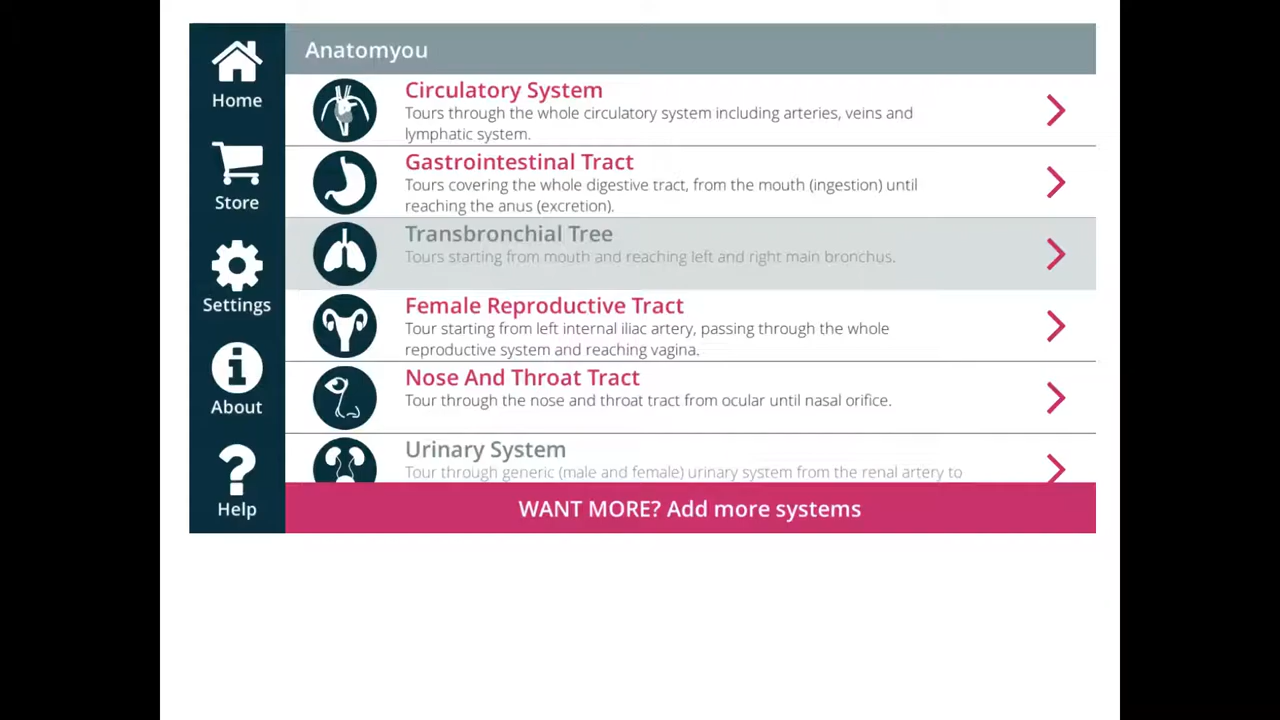 Anatomyou
Home
Store
Settings
About
Help
Circulatory System
Tours through the whole circulatory system including arteries, veins and
lymphatic system.
Gastrointestinal Tract
Tours covering the whole digestive tract, from the mouth (ingestion) until
reaching the anus (excretion).
Transbronchial Tree
Tours starting from mouth and reaching left and right main bronchus.
Female Reproductive Tract
Tour starting from left internal iliac artery, passing through the whole
reproductive system and reaching vagina.
Nose And Throat Tract
Tour through the nose and throat tract from ocular until nasal orifice.
Urinary System
Tour through generic (male and female) urinary system from the renal artery to
WANT MORE? Add more systems